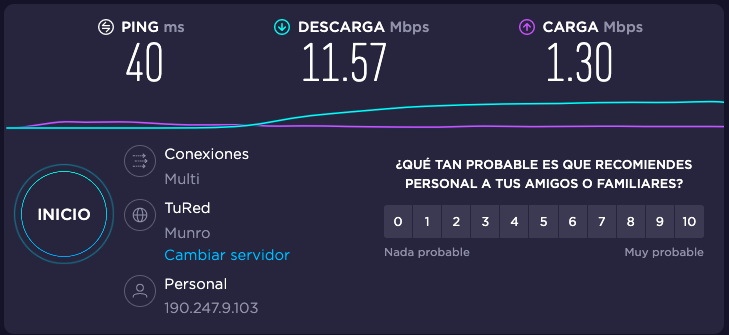 PING ms
DESCARGA Mbps
CARGA Mbps
40
11.57
1.30
INICIO
Conexiones
Multi
TuRed
Munro
Cambiar servidor
Personal
190.247.9.103
¿QUÉ TAN PROBABLE ES QUE RECOMIENDES
PERSONAL A TUS AMIGOS O FAMILIARES?
0 1 2 3 4 5 6 7 8 9 10
Nada probable
Muy probable